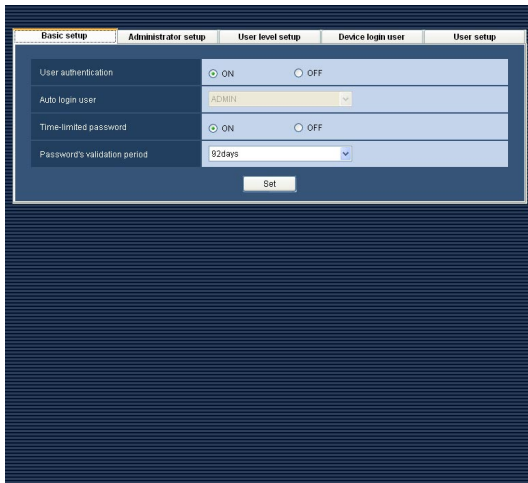 Basic setup Administrator setup User level setup Device login user User setup
User authentication ON OFF
Auto login user ADMIN
Time-limited password ON OFF
Password's validation period 92days
Set